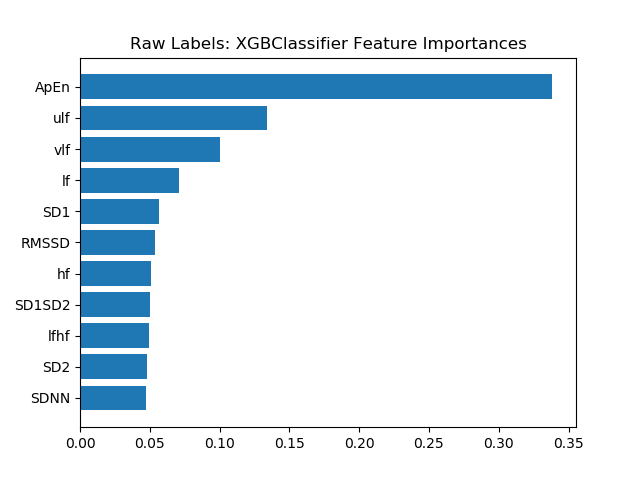 Raw Labels: XGBClassifier Feature Importances
ApEn
ulf
vlf
lf
SD1
RMSSD
hf
SD1SD2
lfhf
SD2
SDNN
0.00 0.05 0.10 0.15 0.20 0.25 0.30 0.35